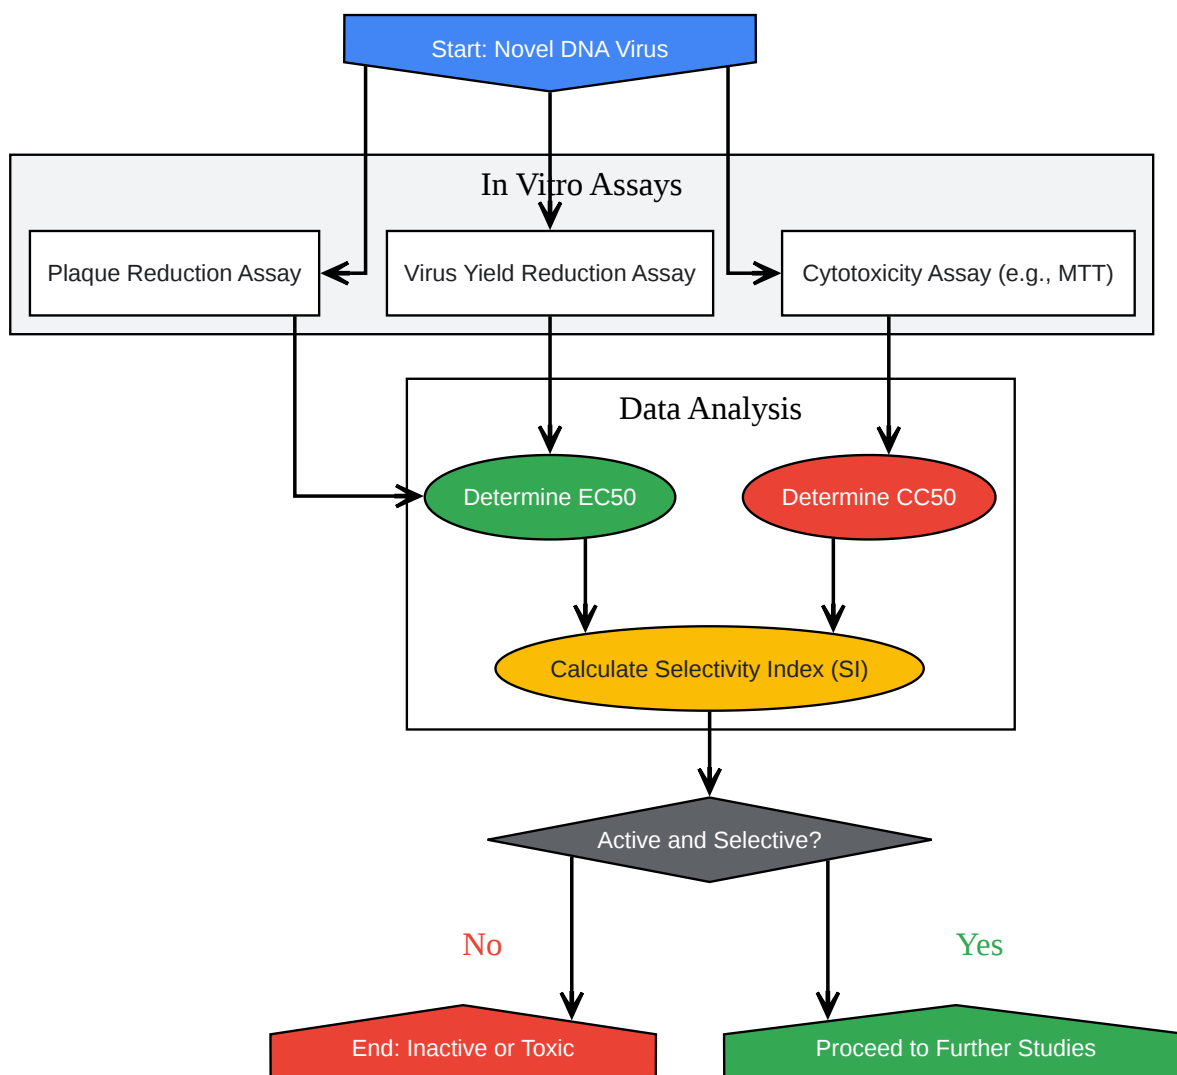 Start: Novel DNA Virus
In Vitro Assays
Plaque Reduction Assay
Virus Yield Reduction Assay
Cytotoxicity Assay (e.g., MTT)
Data Analysis
Determine EC50
Determine CC50
Calculate Selectivity Index (SI)
Active and Selective?
No
Yes
End: Inactive or Toxic
Proceed to Further Studies